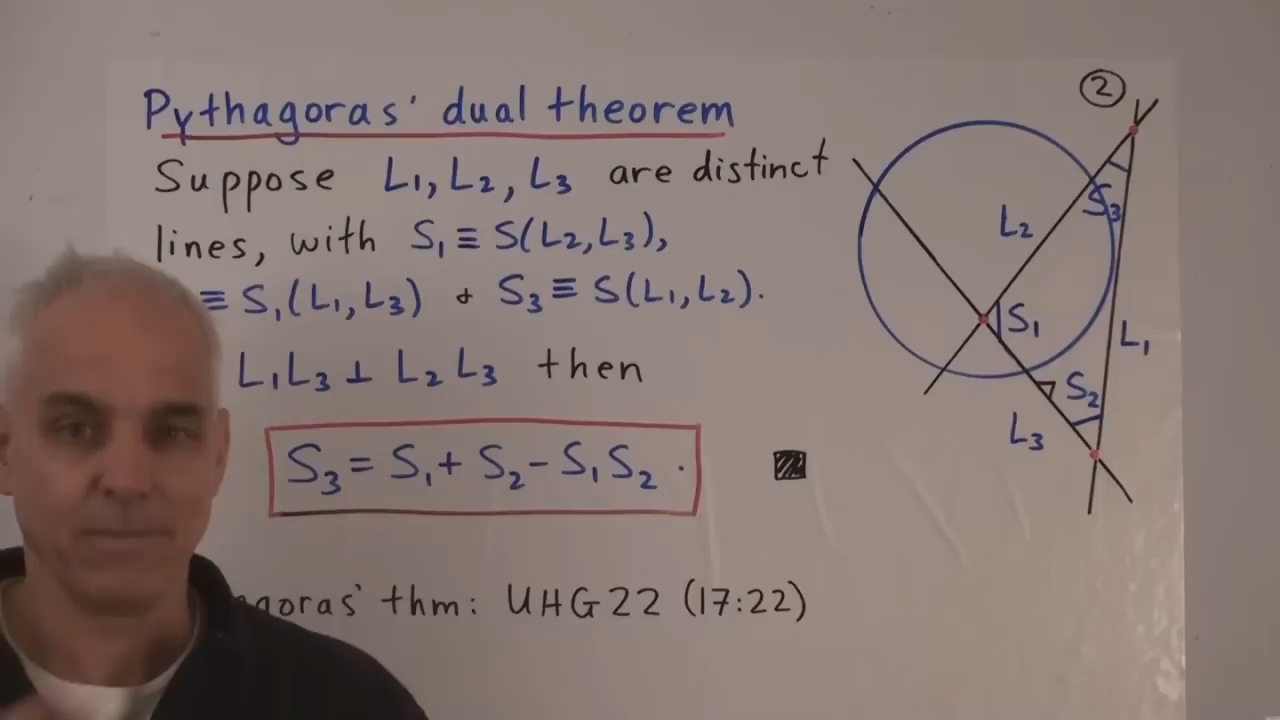 Pythagoras' dual theorem
Suppose L₁, L₂, L₃ are distinct
lines, with S₁ ≡ S(L₂,L₃),
≡ S₁(L₁,L₃) & S₃ ≡ S(L₁,L₂).
L₁L₃ ⊥ L₂L₃ then
S₃ = S₁ + S₂ - S₁S₂.
thm: UHG22 (17:22)
2
S₃
L₂
S₁
L₁
S₂
L₃